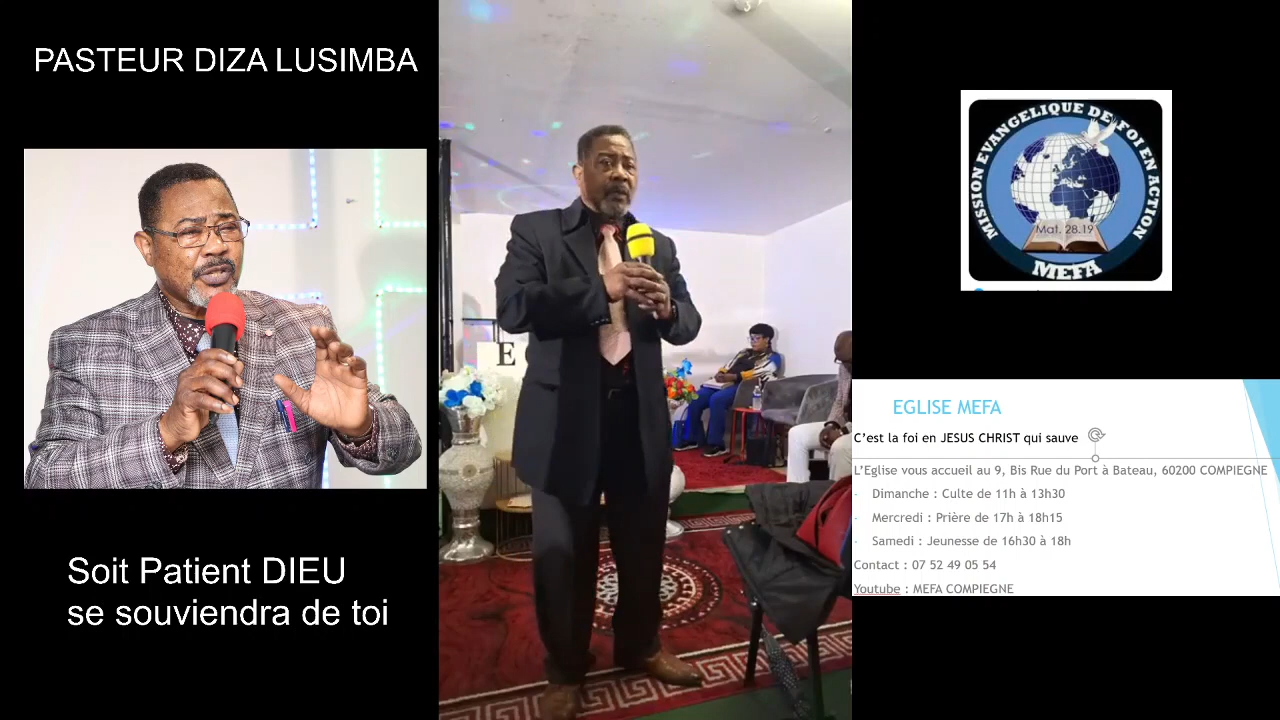 PASTEUR DIZA LUSIMBA
Soit Patient DIEU
se souviendra de toi
E
MISSION EVANGELIQUE DE FOI EN ACTION
Mat. 28.19
MEFA
EGLISE MEFA
C'est la foi en JESUS CHRIST qui sauve
L'Eglise vous accueil au 9, Bis Rue du Port à Bateau, 60200 COMPIEGNE
- Dimanche : Culte de 11h à 13h30
- Mercredi : Prière de 17h à 18h15
- Samedi : Jeunesse de 16h30 à 18h
Contact : 07 52 49 05 54
Youtube : MEFA COMPIEGNE